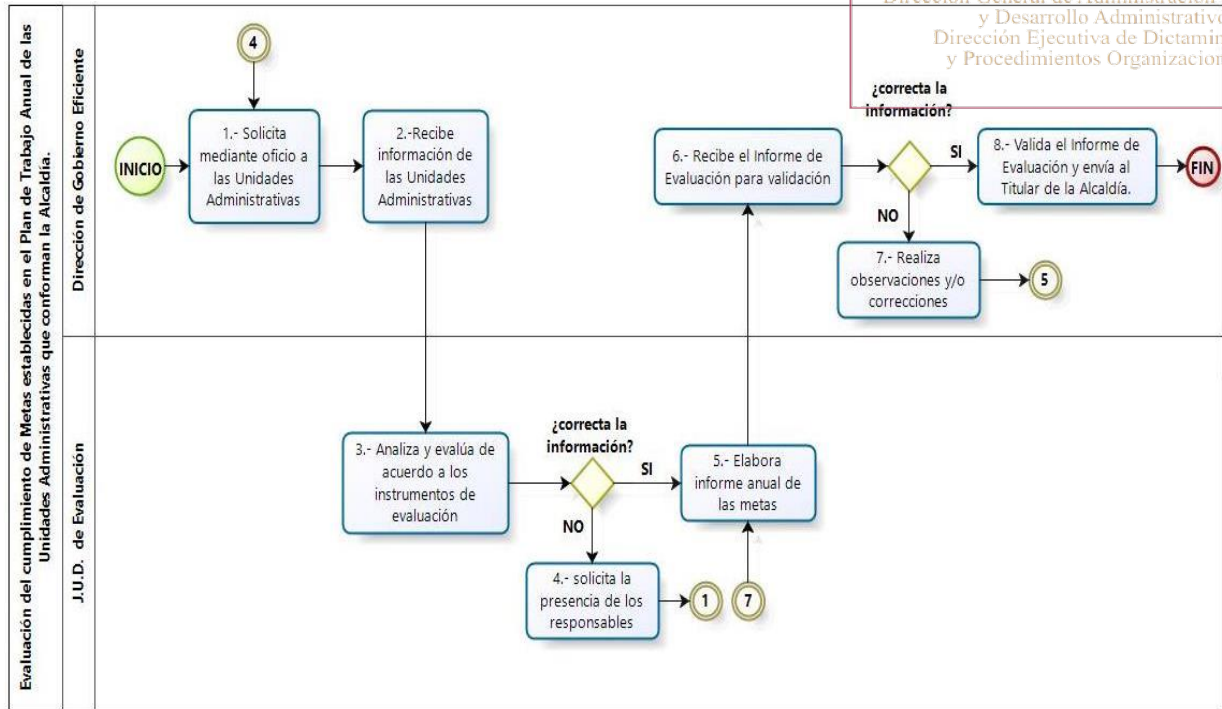 Dirección General de Administración
y Desarrollo Administrativo
Dirección Ejecutiva de Dictamin
y Procedimientos Organizacion
Evaluación del cumplimiento de Metas establecidas en el Plan de Trabajo Anual de las
Unidades Administrativas que conforman la Alcaldía.
Dirección de Gobierno Eficiente
4
INICIO
1.- Solicita
mediante oficio a
las Unidades
Administrativas
2.-Recibe
información de
las Unidades
Administrativas
6.- Recibe el Informe de
Evaluación para validación
¿correcta la
información?
SI
8.- Valida el Informe de
Evaluación y envía al
Titular de la Alcaldía.
FIN
NO
7.- Realiza
observaciones y/o
correcciones
5
J.U.D. de Evaluación
3.- Analiza y evalúa de
acuerdo a los
instrumentos de
evaluación
¿correcta la
información?
SI
5.- Elabora
informe anual de
las metas
NO
4.- solicita la
presencia de los
responsables
1
7